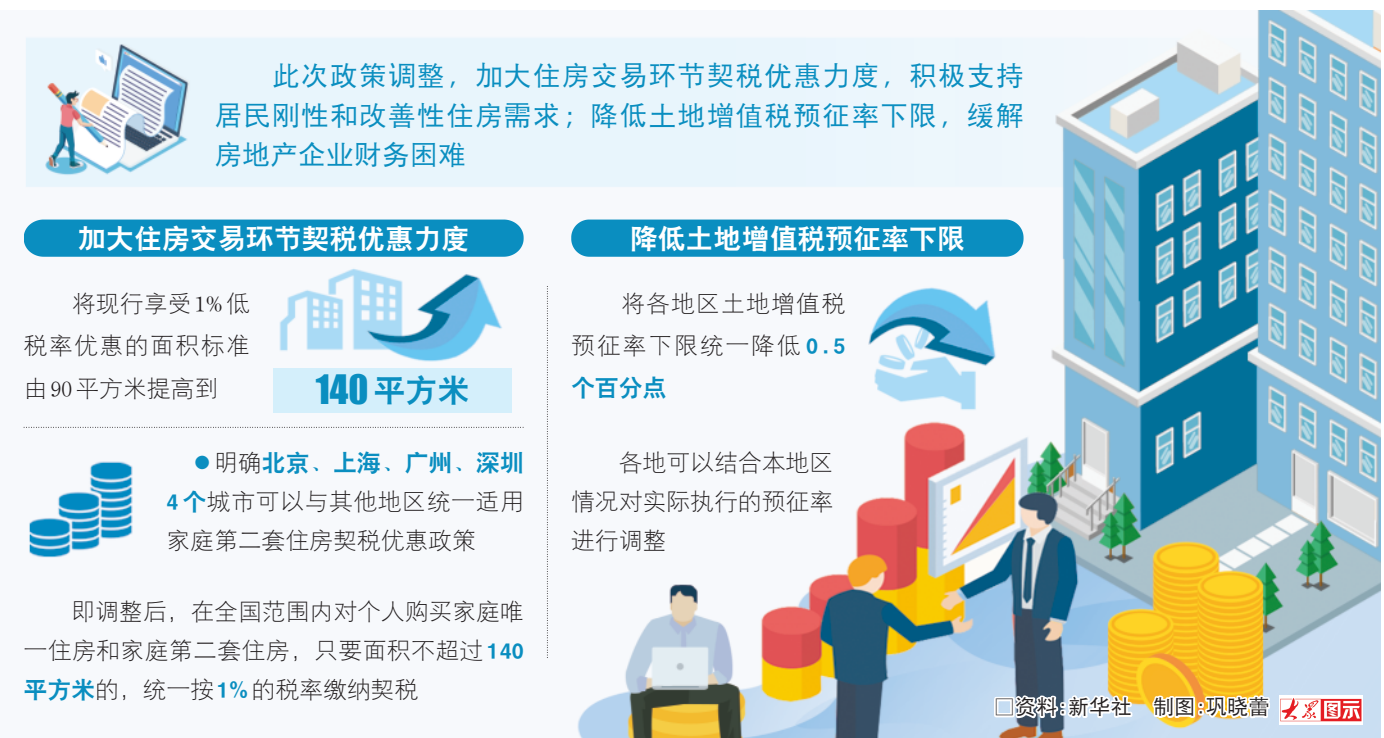 此次政策调整，加大住房交易环节契税优惠力度，积极支持
居民刚性和改善性住房需求；降低土地增值税预征率下限，缓解
房地产企业财务困难
加大住房交易环节契税优惠力度
将现行享受1%低
税率优惠的面积标准
由90平方米提高到
140平方米
●明确北京、上海、广州、深圳
4个城市可以与其他地区统一适用
家庭第二套住房契税优惠政策
即调整后，在全国范围内对个人购买家庭唯
一住房和家庭第二套住房，只要面积不超过140
平方米的，统一按1%的税率缴纳契税
降低土地增值税预征率下限
将各地区土地增值税
预征率下限统一降低0.5
个百分点
各地可以结合本地区
情况对实际执行的预征率
进行调整
□资料:新华社 制图:巩晓蕾 大众图示